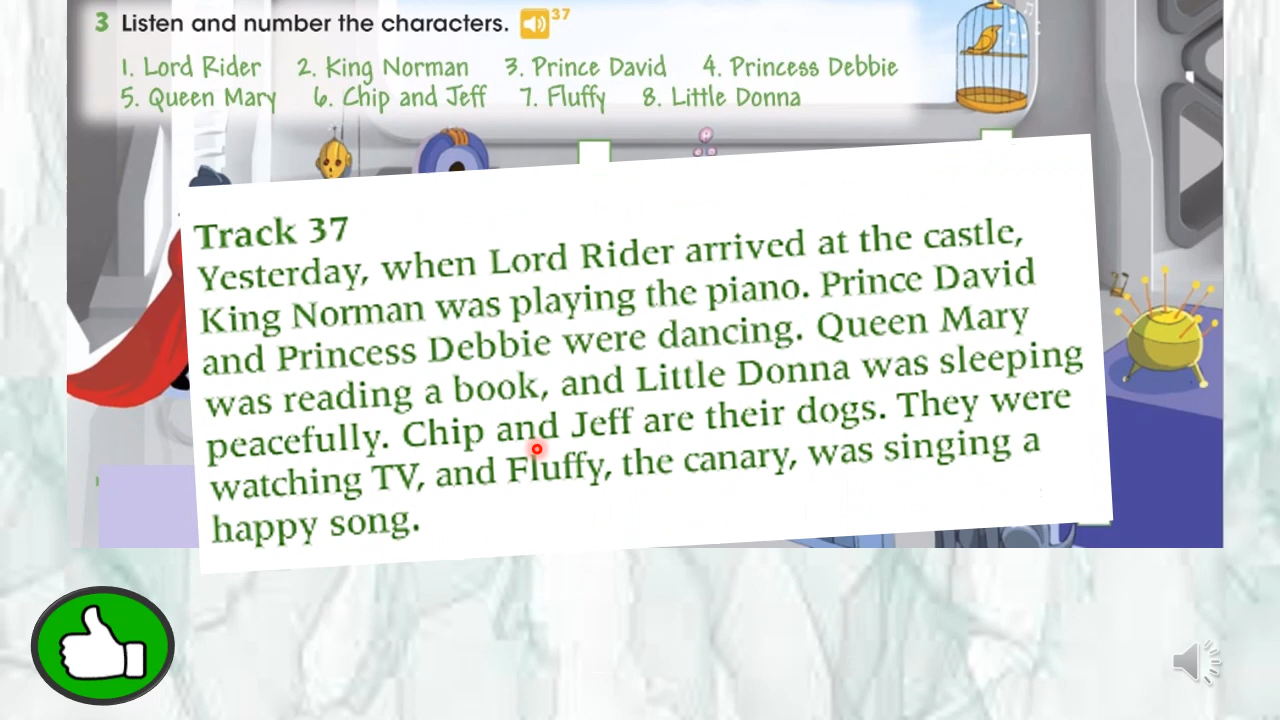 3 Listen and number the characters. 37
1. Lord Rider 2. King Norman 3. Prince David 4. Princess Debbie
5. Queen Mary 6. Chip and Jeff 7. Fluffy 8. Little Donna
Track 37
Yesterday, when Lord Rider arrived at the castle,
King Norman was playing the piano. Prince David
and Princess Debbie were dancing. Queen Mary
was reading a book, and Little Donna was sleeping
peacefully. Chip and Jeff are their dogs. They were
watching TV, and Fluffy, the canary, was singing a
happy song.